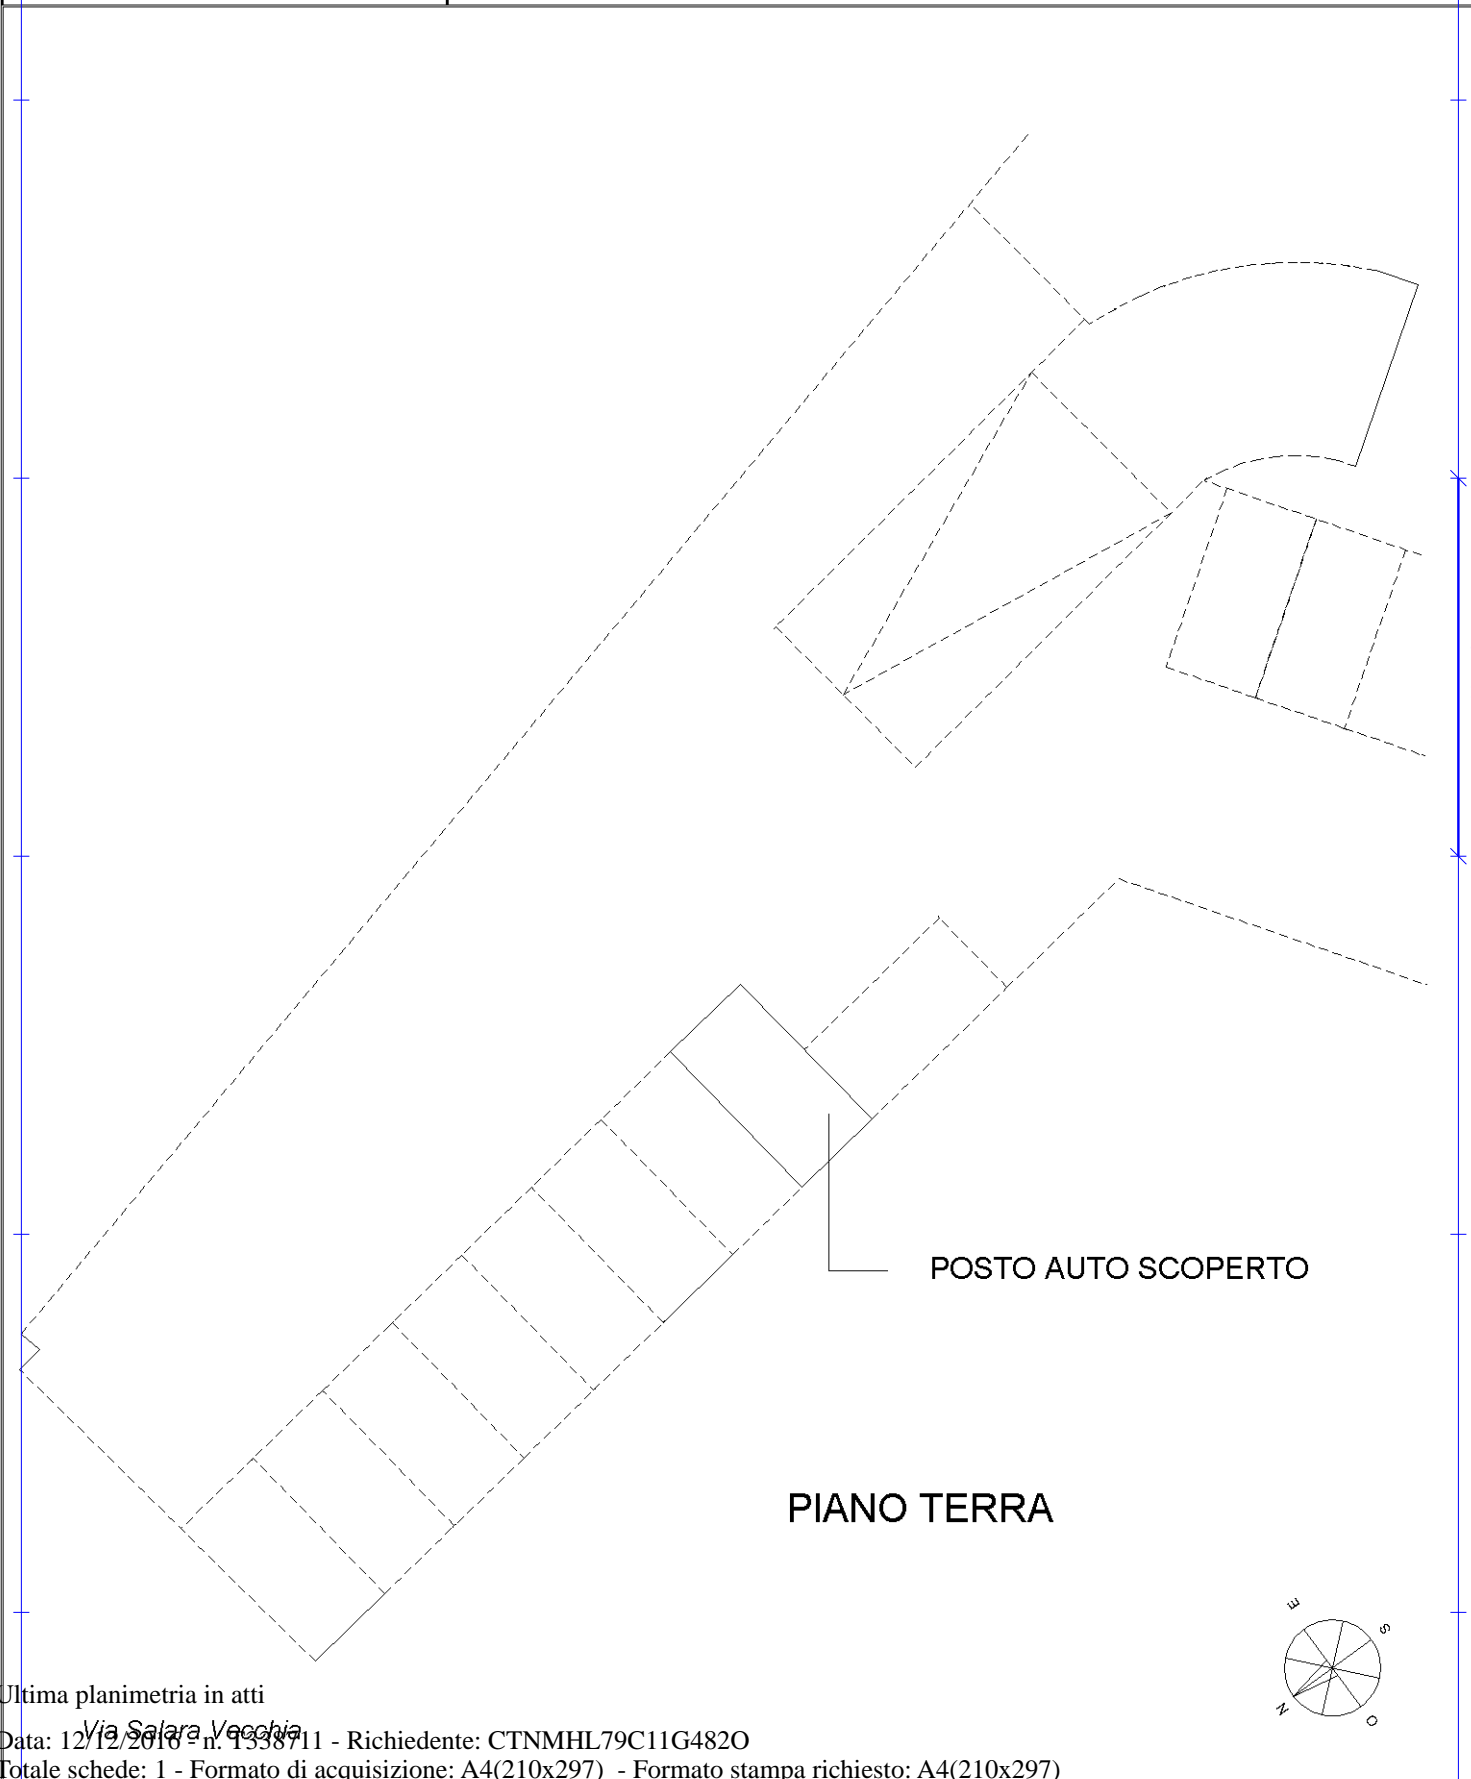 POSTO AUTO SCOPERTO
PIANO TERRA
E
S
N
O
Ultima planimetria in atti
Via Salara Vecchia
Data: 12/12/2016 - n. T338711 - Richiedente: CTNMHL79C11G482O
Totale schede: 1 - Formato di acquisizione: A4(210x297) - Formato stampa richiesto: A4(210x297)